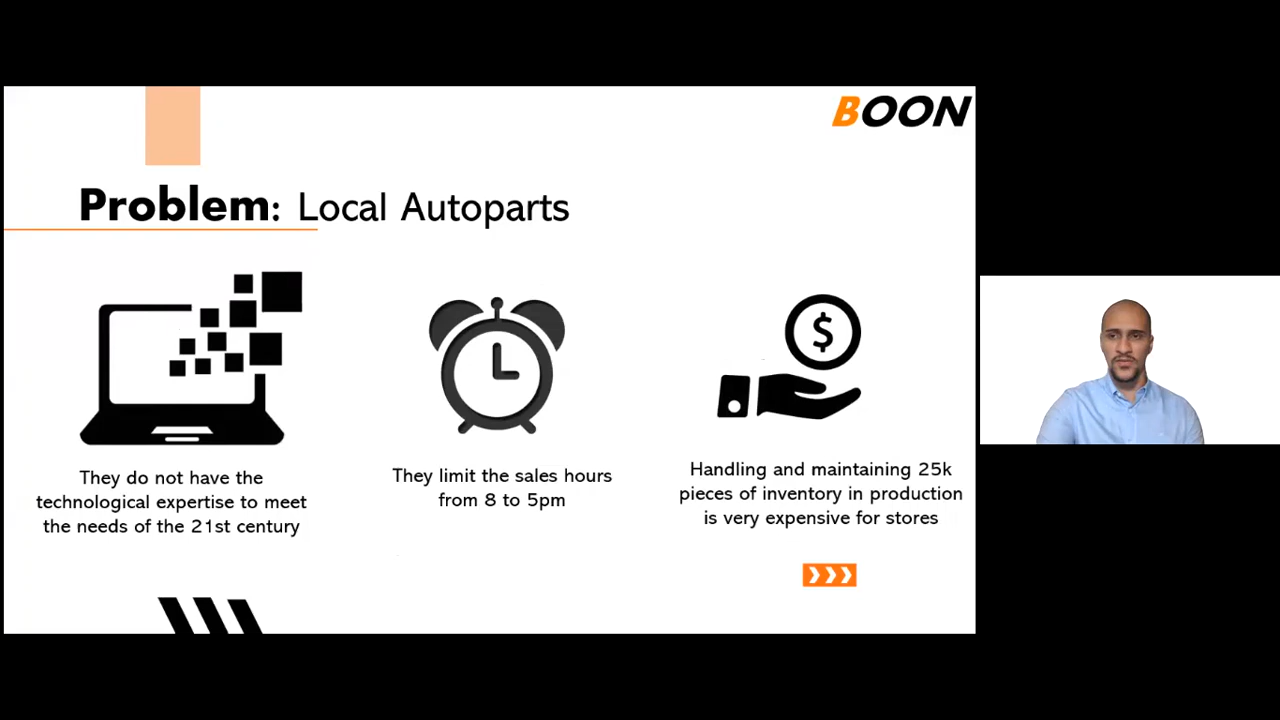 BOON
Problem: Local Autoparts
They do not have the
technological expertise to meet
the needs of the 21st century
They limit the sales hours
from 8 to 5pm
Handling and maintaining 25k
pieces of inventory in production
is very expensive for stores